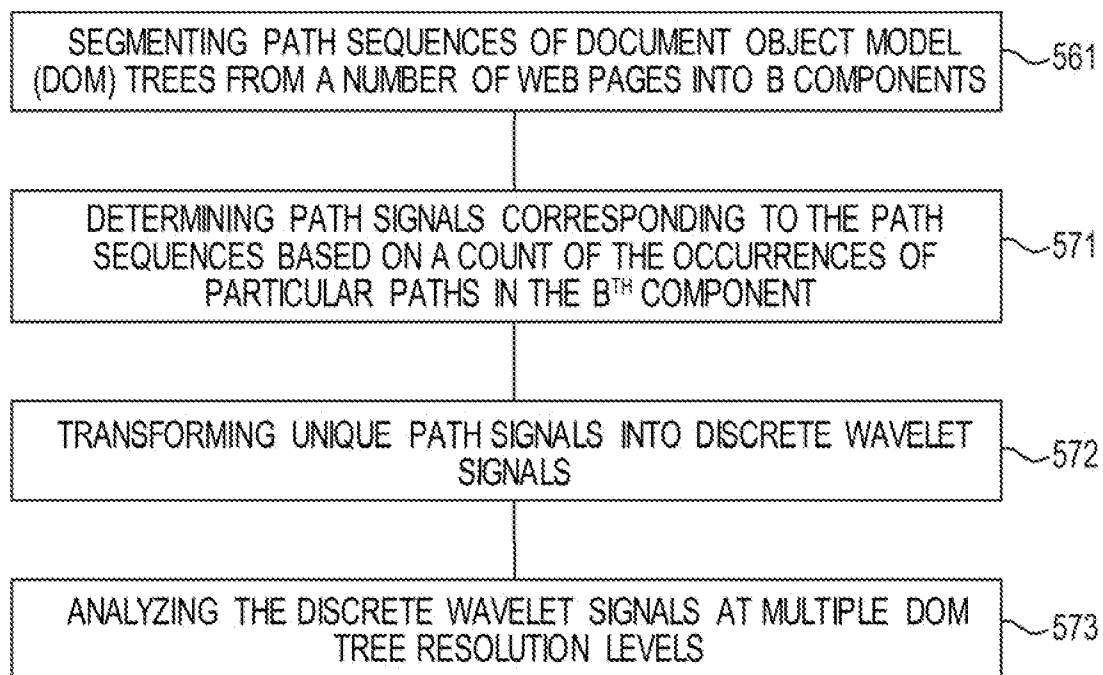 SEGMENTING PATH SEQUENCES OF DOCUMENT OBJECT MODEL
(DOM) TREES FROM A NUMBER OF WEB PAGES INTO B COMPONENTS
561
DETERMINING PATH SIGNALS CORRESPONDING TO THE PATH
SEQUENCES BASED ON A COUNT OF THE OCCURRENCES OF
PARTICULAR PATHS IN THE BTH COMPONENT
571
TRANSFORMING UNIQUE PATH SIGNALS INTO DISCRETE WAVELET
SIGNALS
572
ANALYZING THE DISCRETE WAVELET SIGNALS AT MULTIPLE DOM
TREE RESOLUTION LEVELS
573